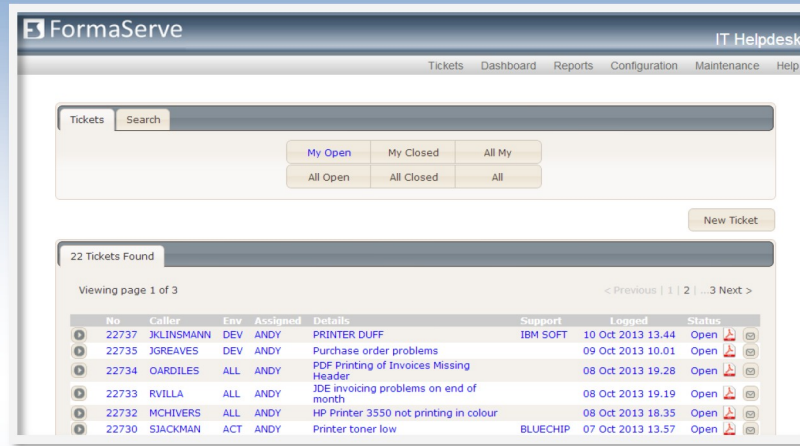 FormaServe
IT Helpdesk
Tickets Dashboard Reports Configuration Maintenance Help
Tickets Search
My Open My Closed All My
All Open All Closed All
New Ticket
22 Tickets Found
Viewing page 1 of 3 < Previous | 1 | 2 | ...3 Next >
No Caller Env Assigned Details Support Logged Status
22737 JKLINSMANN DEV ANDY PRINTER DUFF IBM SOFT 10 Oct 2013 13.44 Open
22735 JGREAVES DEV ANDY Purchase order problems 09 Oct 2013 10.01 Open
22734 OARDILES ALL ANDY PDF Printing of Invoices Missing 08 Oct 2013 19.28 Open
Header
22733 RVILLA ALL ANDY JDE invoicing problems on end of 08 Oct 2013 19.19 Open
month
22732 MCHIVERS ALL ANDY HP Printer 3550 not printing in colour 08 Oct 2013 18.35 Open
22730 SJACKMAN ACT ANDY Printer toner low BLUECHIP 07 Oct 2013 13.57 Open